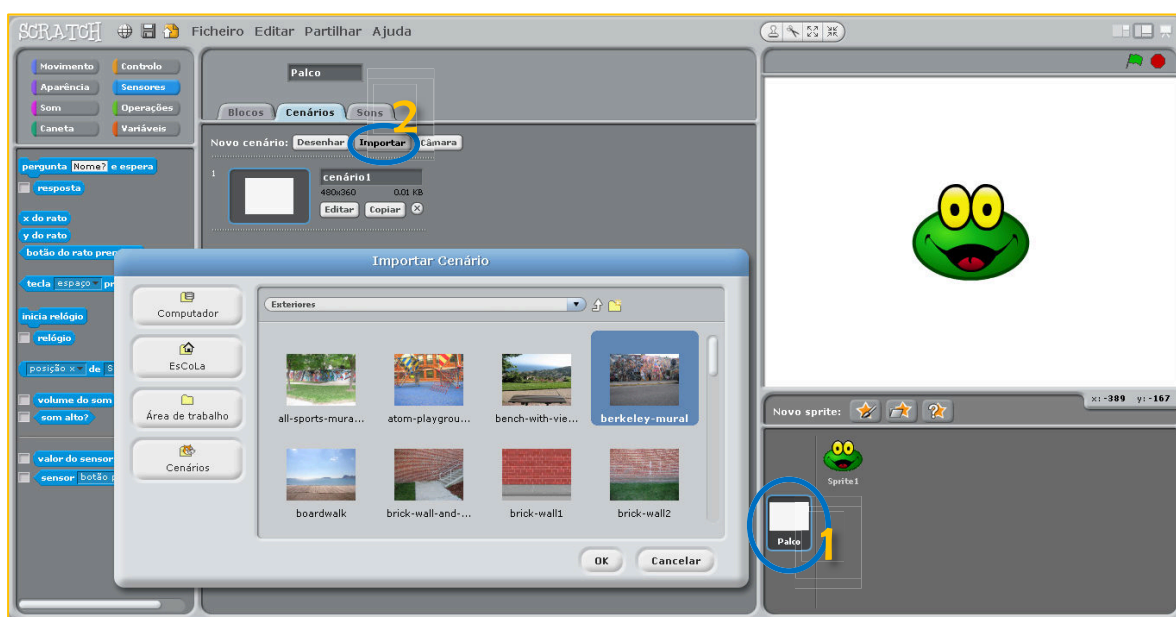 SCRATCH Ficheiro Editar Partilhar Ajuda
Movimento Controlo
Aparência Sensores
Som Operações
Caneta Variáveis
pergunta Nome? e espera
resposta
x do rato
y do rato
botão do rato
tecla espaço
inicia relógio
relógio
posição x de S
volume do som
som alto?
valor do sensor
sensor botão
Palco
Blocos Cenários Sons
2
Novo cenário: Desenhar Importar Câmara
1
cenário1
480x360 0.01 KB
Editar Copiar
Importar Cenário
Computador
EsCoLa
Área de trabalho
Cenários
Exteriores
all-sports-mura... atom-playgrou... bench-with-vie... berkeley-mural
boardwalk brick-wall-and-... brick-wall1 brick-wall2
OK Cancelar
x: -389 y: -167
Novo sprite:
Sprite1
Palco
1